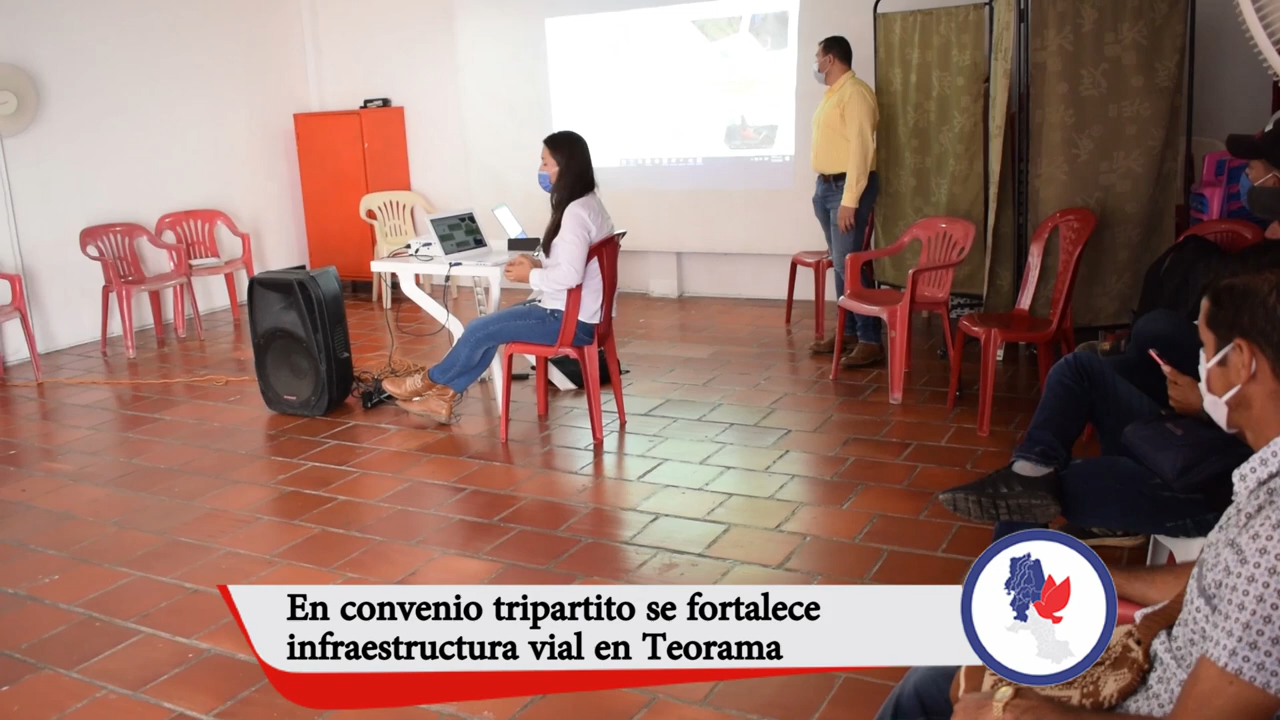 En convenio tripartito se fortalece
infraestructura vial en Teorama